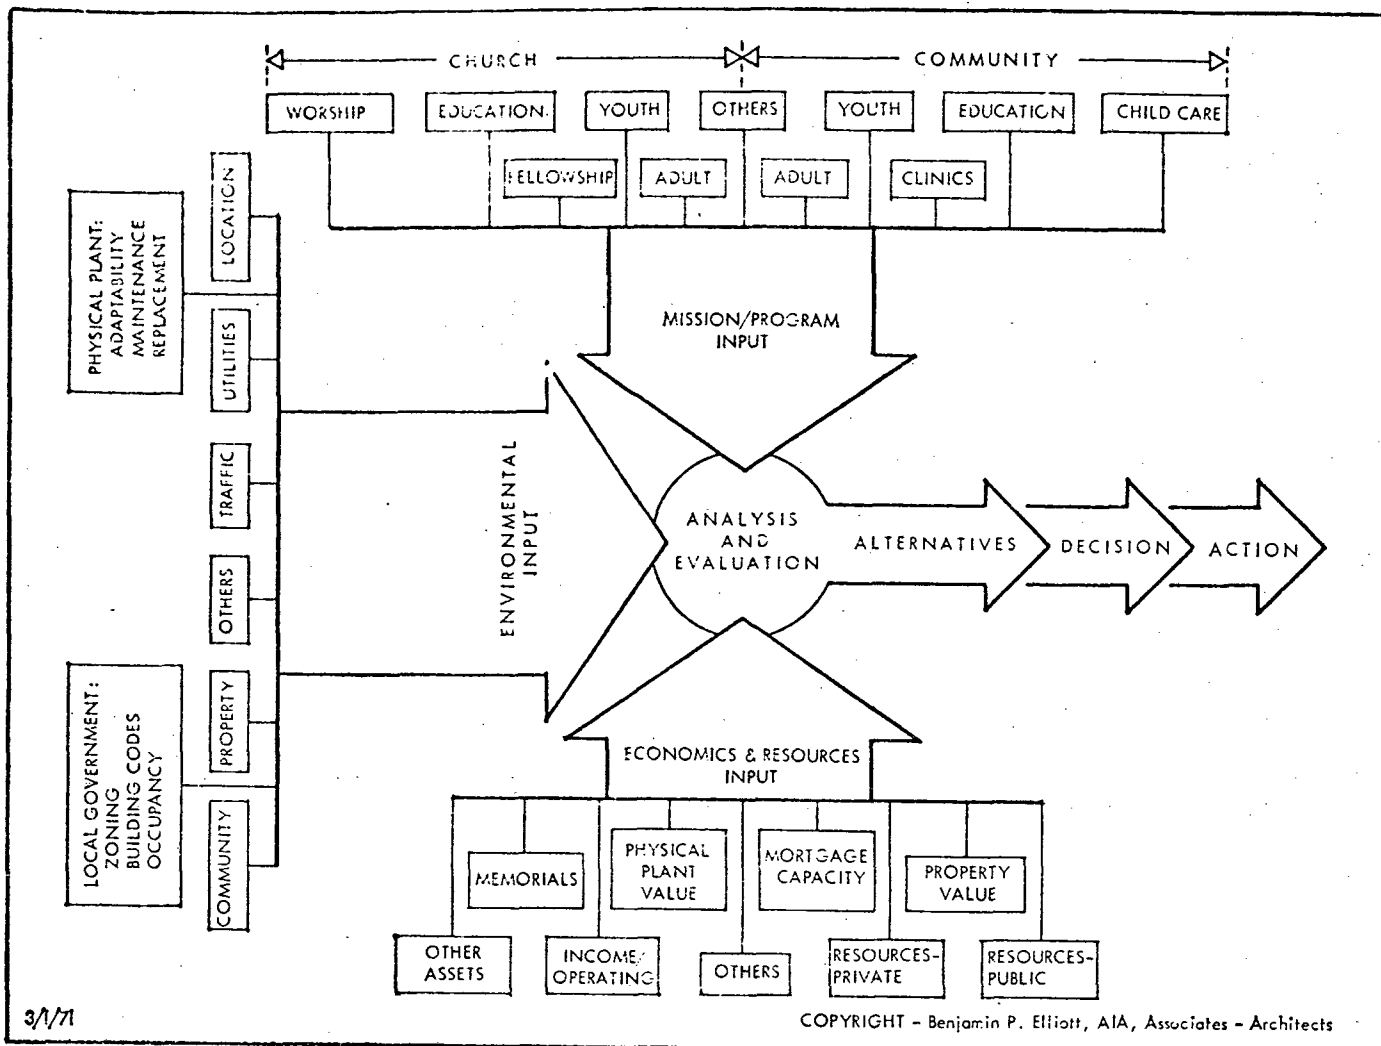 CHURCH
COMMUNITY
WORSHIP
EDUCATION
YOUTH
OTHERS
YOUTH
EDUCATION
CHILD CARE
FELLOWSHIP
ADULT
ADULT
CLINICS
PHYSICAL PLANT:
ADAPTABILITY
MAINTENANCE
REPLACEMENT
LOCATION
UTILITIES
TRAFFIC
OTHERS
PROPERTY
COMMUNITY
LOCAL GOVERNMENT:
ZONING
BUILDING CODES
OCCUPANCY
MISSION/PROGRAM
INPUT
ENVIRONMENTAL
INPUT
ANALYSIS
AND
EVALUATION
ALTERNATIVES
DECISION
ACTION
ECONOMICS & RESOURCES
INPUT
MEMORIALS
PHYSICAL
PLANT
VALUE
MORTGAGE
CAPACITY
PROPERTY
VALUE
OTHER
ASSETS
INCOME/
OPERATING
OTHERS
RESOURCES-
PRIVATE
RESOURCES-
PUBLIC
3/1/71
COPYRIGHT - Benjamin P. Elliott, AIA, Associates - Architects